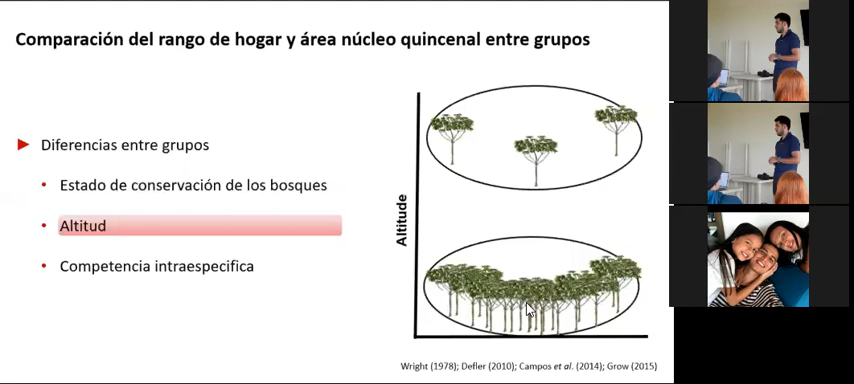 Comparación del rango de hogar y área núcleo quincenal entre grupos
Diferencias entre grupos
Estado de conservación de los bosques
Altitud
Competencia intraespecifica
Altitude
Wright (1978); Defler (2010); Campos et al. (2014); Grow (2015)